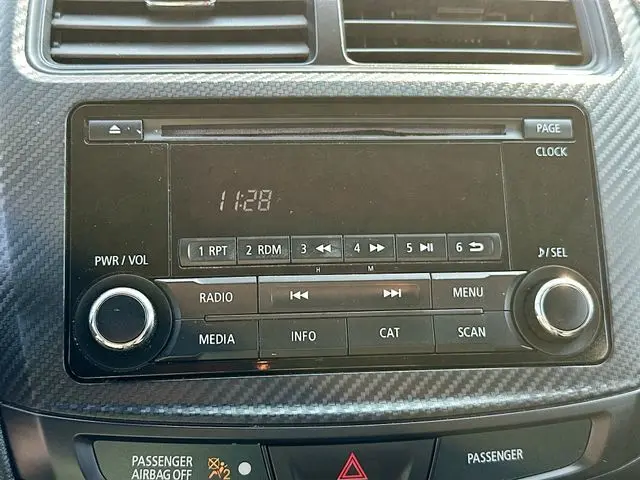 PAGE
CLOCK
11:28
1 RPT 2 RDM 3 4 5 6
H M
PWR / VOL
/SEL
RADIO MENU
MEDIA INFO CAT SCAN
PASSENGER
AIRBAG OFF
2
PASSENGER